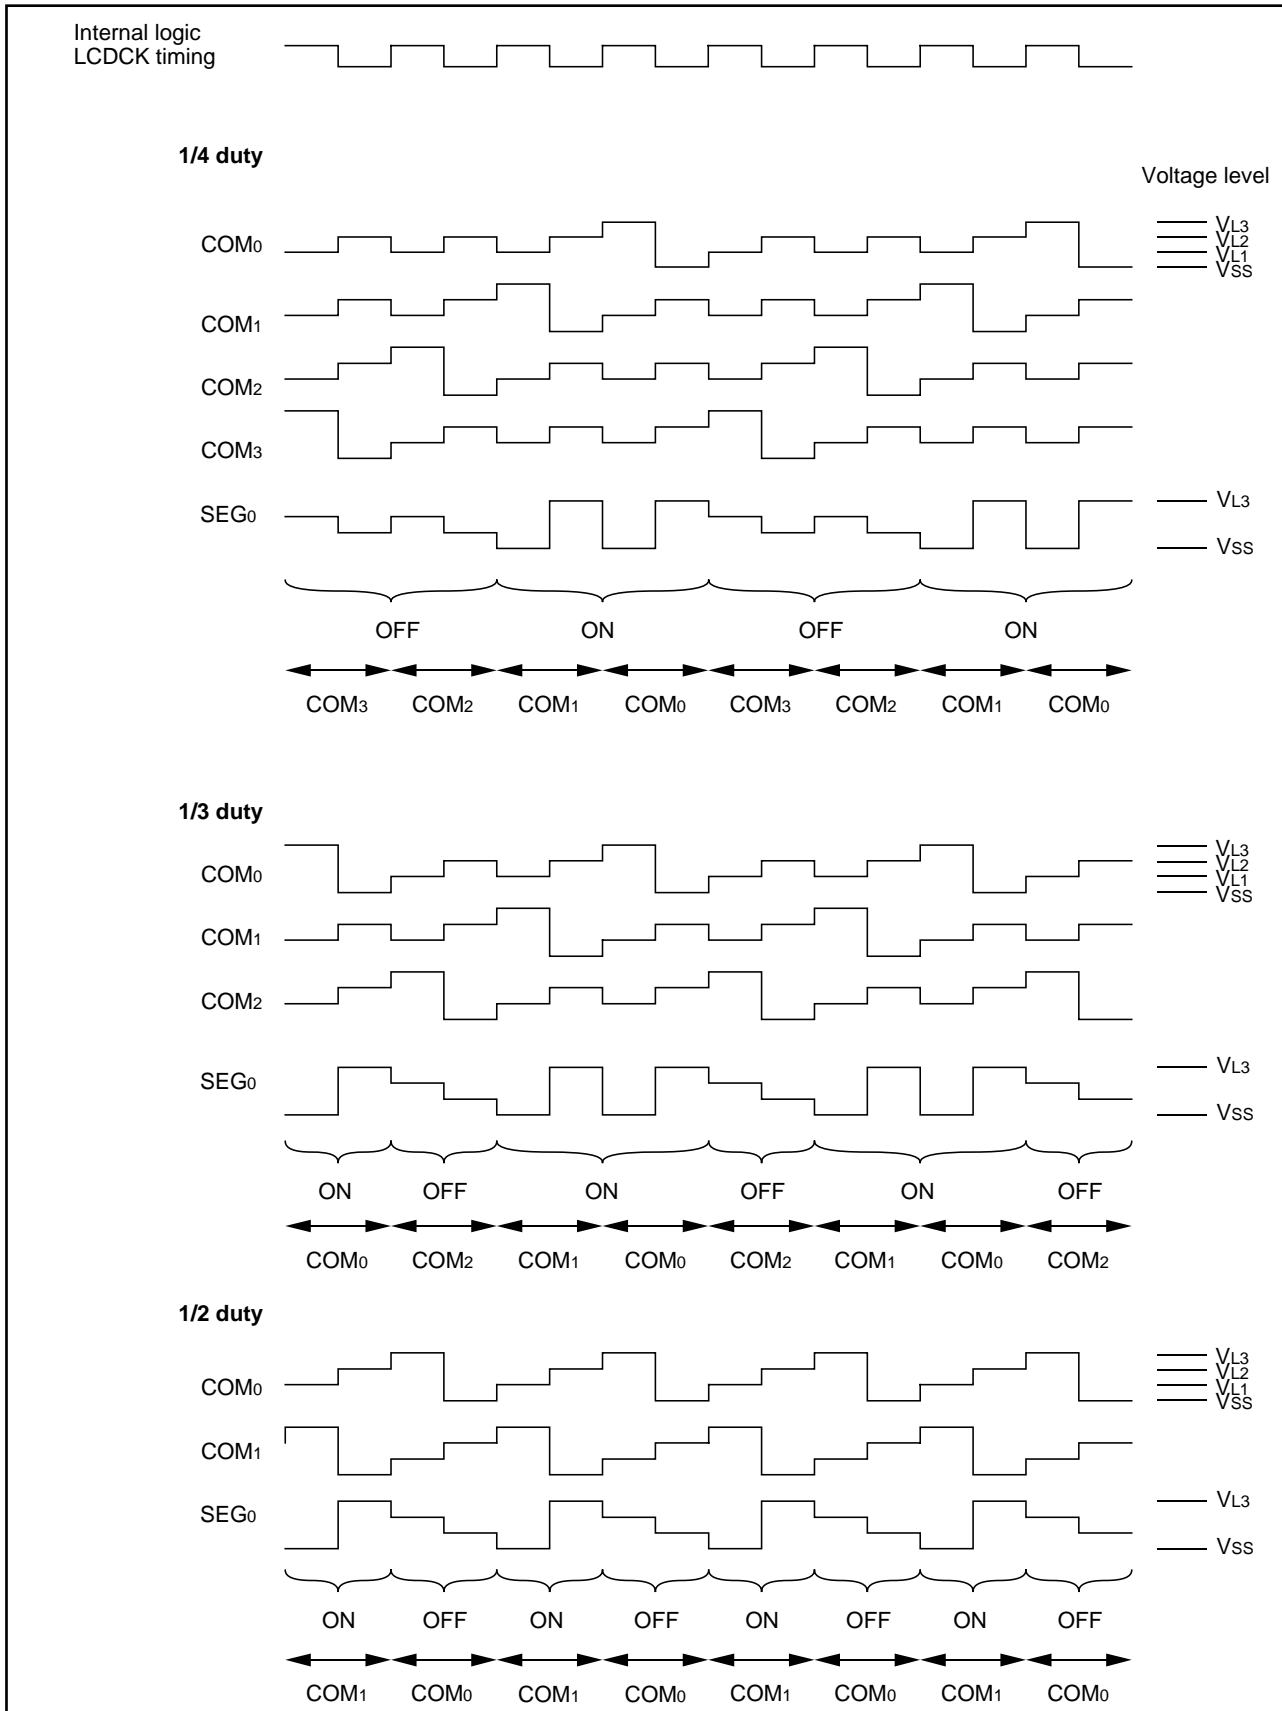 Internal logic
LCDCK timing
1/4 duty
Voltage level
COM0
VL3
VL2
VL1
VSS
COM1
COM2
COM3
SEG0
VL3
VSS
OFF ON OFF ON
COM3 COM2 COM1 COM0 COM3 COM2 COM1 COM0
1/3 duty
COM0
VL3
VL2
VL1
VSS
COM1
COM2
SEG0
VL3
VSS
ON OFF ON OFF ON OFF
COM0 COM2 COM1 COM0 COM2 COM1 COM0 COM2
1/2 duty
COM0
VL3
VL2
VL1
VSS
COM1
SEG0
VL3
VSS
ON OFF ON OFF ON OFF ON OFF
COM1 COM0 COM1 COM0 COM1 COM0 COM1 COM0